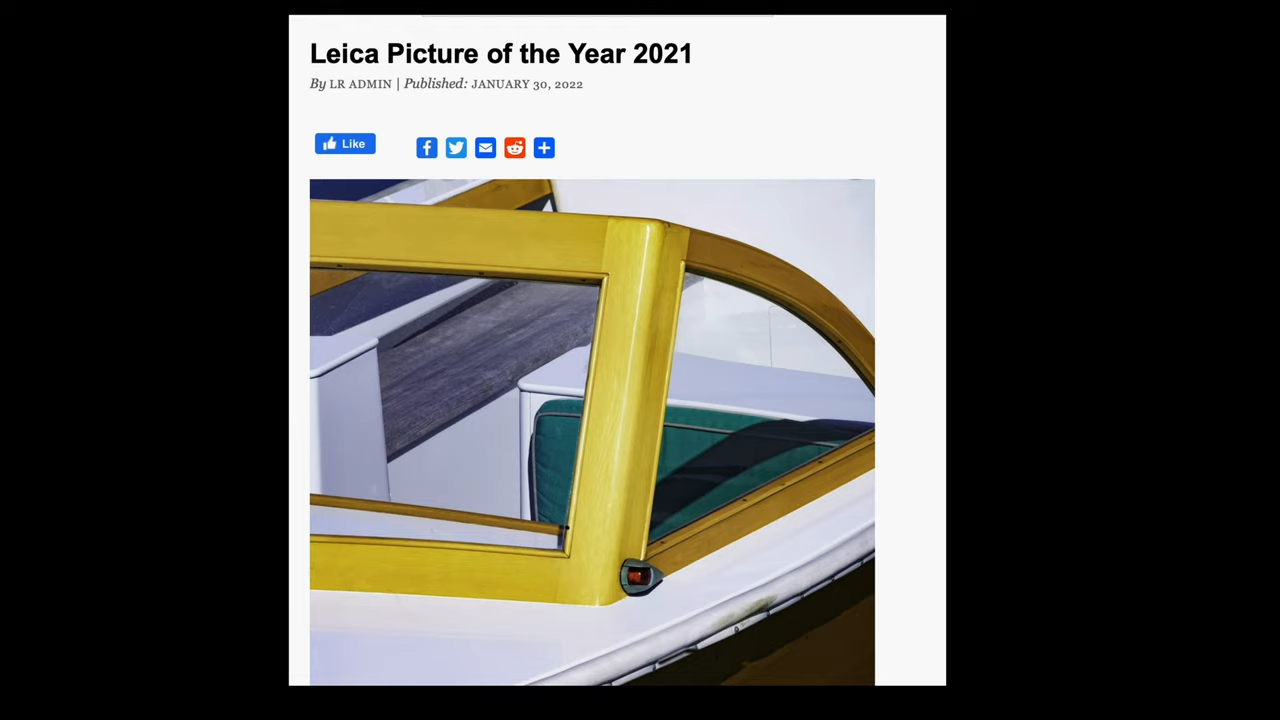 Leica Picture of the Year 2021
By LR ADMIN | Published: JANUARY 30, 2022
Like